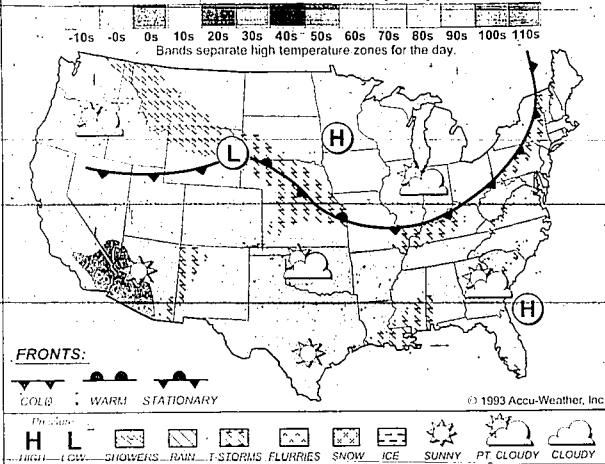 -10s -0s 0s 10s 20s 30s 40s 50s 60s 70s 80s 90s 100s 110s
Bands separate high temperature zones for the day.
L
H
H
FRONTS:
COLD WARM STATIONARY
© 1993 Accu-Weather, Inc
Pressure
H L
HIGH LOW SHOWERS RAIN T-STORMS FLURRIES SNOW ICE SUNNY PT. CLOUDY CLOUDY